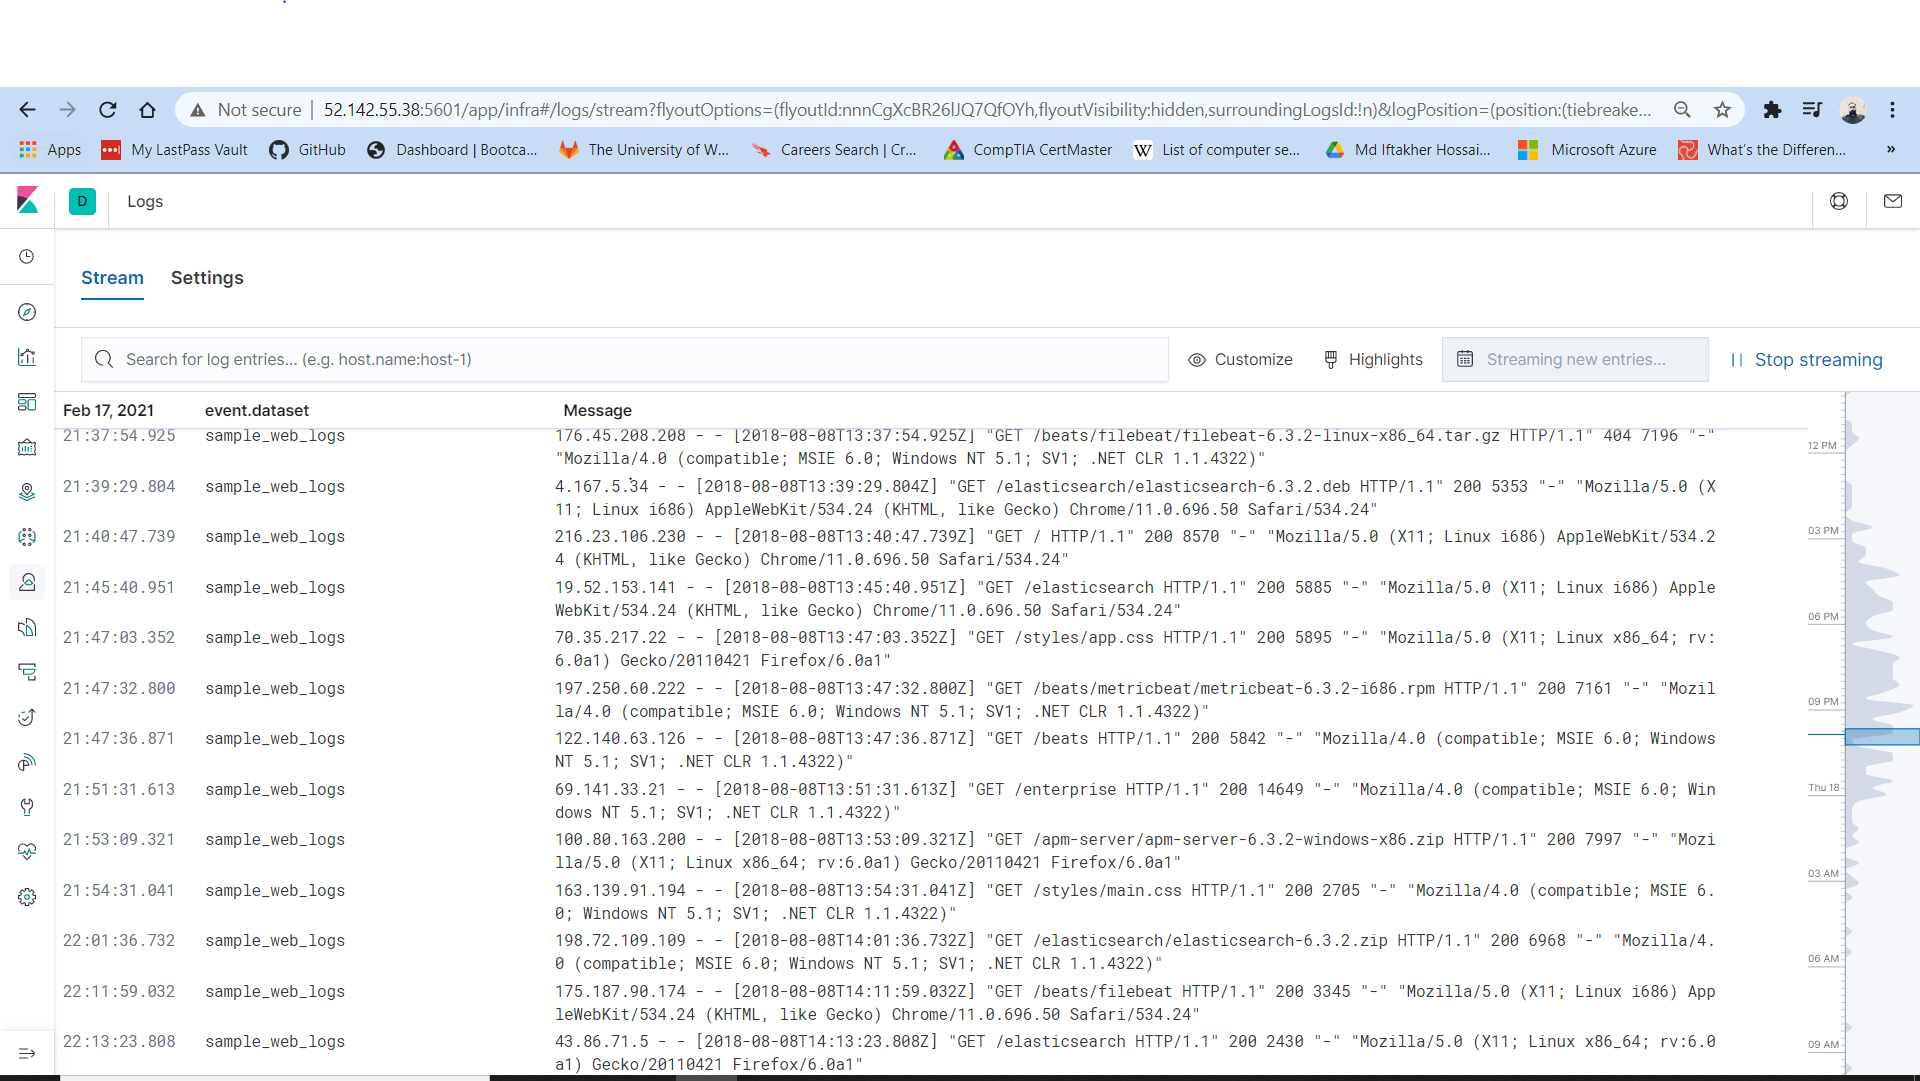 Not secure | 52.142.55.38:5601/app/infra#/logs/stream?flyoutOptions=(flyoutId:nnnCgXcBR26lJQ7QfOYh,flyoutVisibility:hidden,surroundingLogsId:!n)&logPosition=(position:(tiebreake...
Apps My LastPass Vault GitHub Dashboard | Bootca... The University of W... Careers Search | Cr... CompTIA CertMaster W List of computer se... Md Iftakher Hossai... Microsoft Azure What's the Differen... »
D Logs
Stream Settings
Search for log entries... (e.g. host.name:host-1) Customize Highlights Streaming new entries... Stop streaming
Feb 17, 2021 event.dataset Message
21:37:54.925 sample_web_logs 176.45.208.208 - - [2018-08-08T13:37:54.925Z] "GET /beats/filebeat/filebeat-6.3.2-linux-x86_64.tar.gz HTTP/1.1" 404 7196 "-"
12 PM
"Mozilla/4.0 (compatible; MSIE 6.0; Windows NT 5.1; SV1; .NET CLR 1.1.4322)"
21:39:29.804 sample_web_logs 4.167.5.34 - - [2018-08-08T13:39:29.804Z] "GET /elasticsearch/elasticsearch-6.3.2.deb HTTP/1.1" 200 5353 "-" "Mozilla/5.0 (X
11; Linux i686) AppleWebKit/534.24 (KHTML, like Gecko) Chrome/11.0.696.50 Safari/534.24"
03 PM
21:40:47.739 sample_web_logs 216.23.106.230 - - [2018-08-08T13:40:47.739Z] "GET / HTTP/1.1" 200 8570 "-" "Mozilla/5.0 (X11; Linux i686) AppleWebKit/534.2
4 (KHTML, like Gecko) Chrome/11.0.696.50 Safari/534.24"
21:45:40.951 sample_web_logs 19.52.153.141 - - [2018-08-08T13:45:40.951Z] "GET /elasticsearch HTTP/1.1" 200 5885 "-" "Mozilla/5.0 (X11; Linux i686) Apple
WebKit/534.24 (KHTML, like Gecko) Chrome/11.0.696.50 Safari/534.24"
06 PM
21:47:03.352 sample_web_logs 70.35.217.22 - - [2018-08-08T13:47:03.352Z] "GET /styles/app.css HTTP/1.1" 200 5895 "-" "Mozilla/5.0 (X11; Linux x86_64; rv:
6.0a1) Gecko/20110421 Firefox/6.0a1"
21:47:32.800 sample_web_logs 197.250.60.222 - - [2018-08-08T13:47:32.800Z] "GET /beats/metricbeat/metricbeat-6.3.2-i686.rpm HTTP/1.1" 200 7161 "-" "Mozil
09 PM
la/4.0 (compatible; MSIE 6.0; Windows NT 5.1; SV1; .NET CLR 1.1.4322)"
21:47:36.871 sample_web_logs 122.140.63.126 - - [2018-08-08T13:47:36.871Z] "GET /beats HTTP/1.1" 200 5842 "-" "Mozilla/4.0 (compatible; MSIE 6.0; Windows
NT 5.1; SV1; .NET CLR 1.1.4322)"
21:51:31.613 sample_web_logs 69.141.33.21 - - [2018-08-08T13:51:31.613Z] "GET /enterprise HTTP/1.1" 200 14649 "-" "Mozilla/4.0 (compatible; MSIE 6.0; Win
Thu 18
dows NT 5.1; SV1; .NET CLR 1.1.4322)"
21:53:09.321 sample_web_logs 100.80.163.200 - - [2018-08-08T13:53:09.321Z] "GET /apm-server/apm-server-6.3.2-windows-x86.zip HTTP/1.1" 200 7997 "-" "Mozi
lla/5.0 (X11; Linux x86_64; rv:6.0a1) Gecko/20110421 Firefox/6.0a1"
03 AM
21:54:31.041 sample_web_logs 163.139.91.194 - - [2018-08-08T13:54:31.041Z] "GET /styles/main.css HTTP/1.1" 200 2705 "-" "Mozilla/4.0 (compatible; MSIE 6.
0; Windows NT 5.1; SV1; .NET CLR 1.1.4322)"
22:01:36.732 sample_web_logs 198.72.109.109 - - [2018-08-08T14:01:36.732Z] "GET /elasticsearch/elasticsearch-6.3.2.zip HTTP/1.1" 200 6968 "-" "Mozilla/4.
0 (compatible; MSIE 6.0; Windows NT 5.1; SV1; .NET CLR 1.1.4322)"
06 AM
22:11:59.032 sample_web_logs 175.187.90.174 - - [2018-08-08T14:11:59.032Z] "GET /beats/filebeat HTTP/1.1" 200 3345 "-" "Mozilla/5.0 (X11; Linux i686) App
leWebKit/534.24 (KHTML, like Gecko) Chrome/11.0.696.50 Safari/534.24"
22:13:23.808 sample_web_logs 43.86.71.5 - - [2018-08-08T14:13:23.808Z] "GET /elasticsearch HTTP/1.1" 200 2430 "-" "Mozilla/5.0 (X11; Linux x86_64; rv:6.0
09 AM
a1) Gecko/20110421 Firefox/6.0a1"